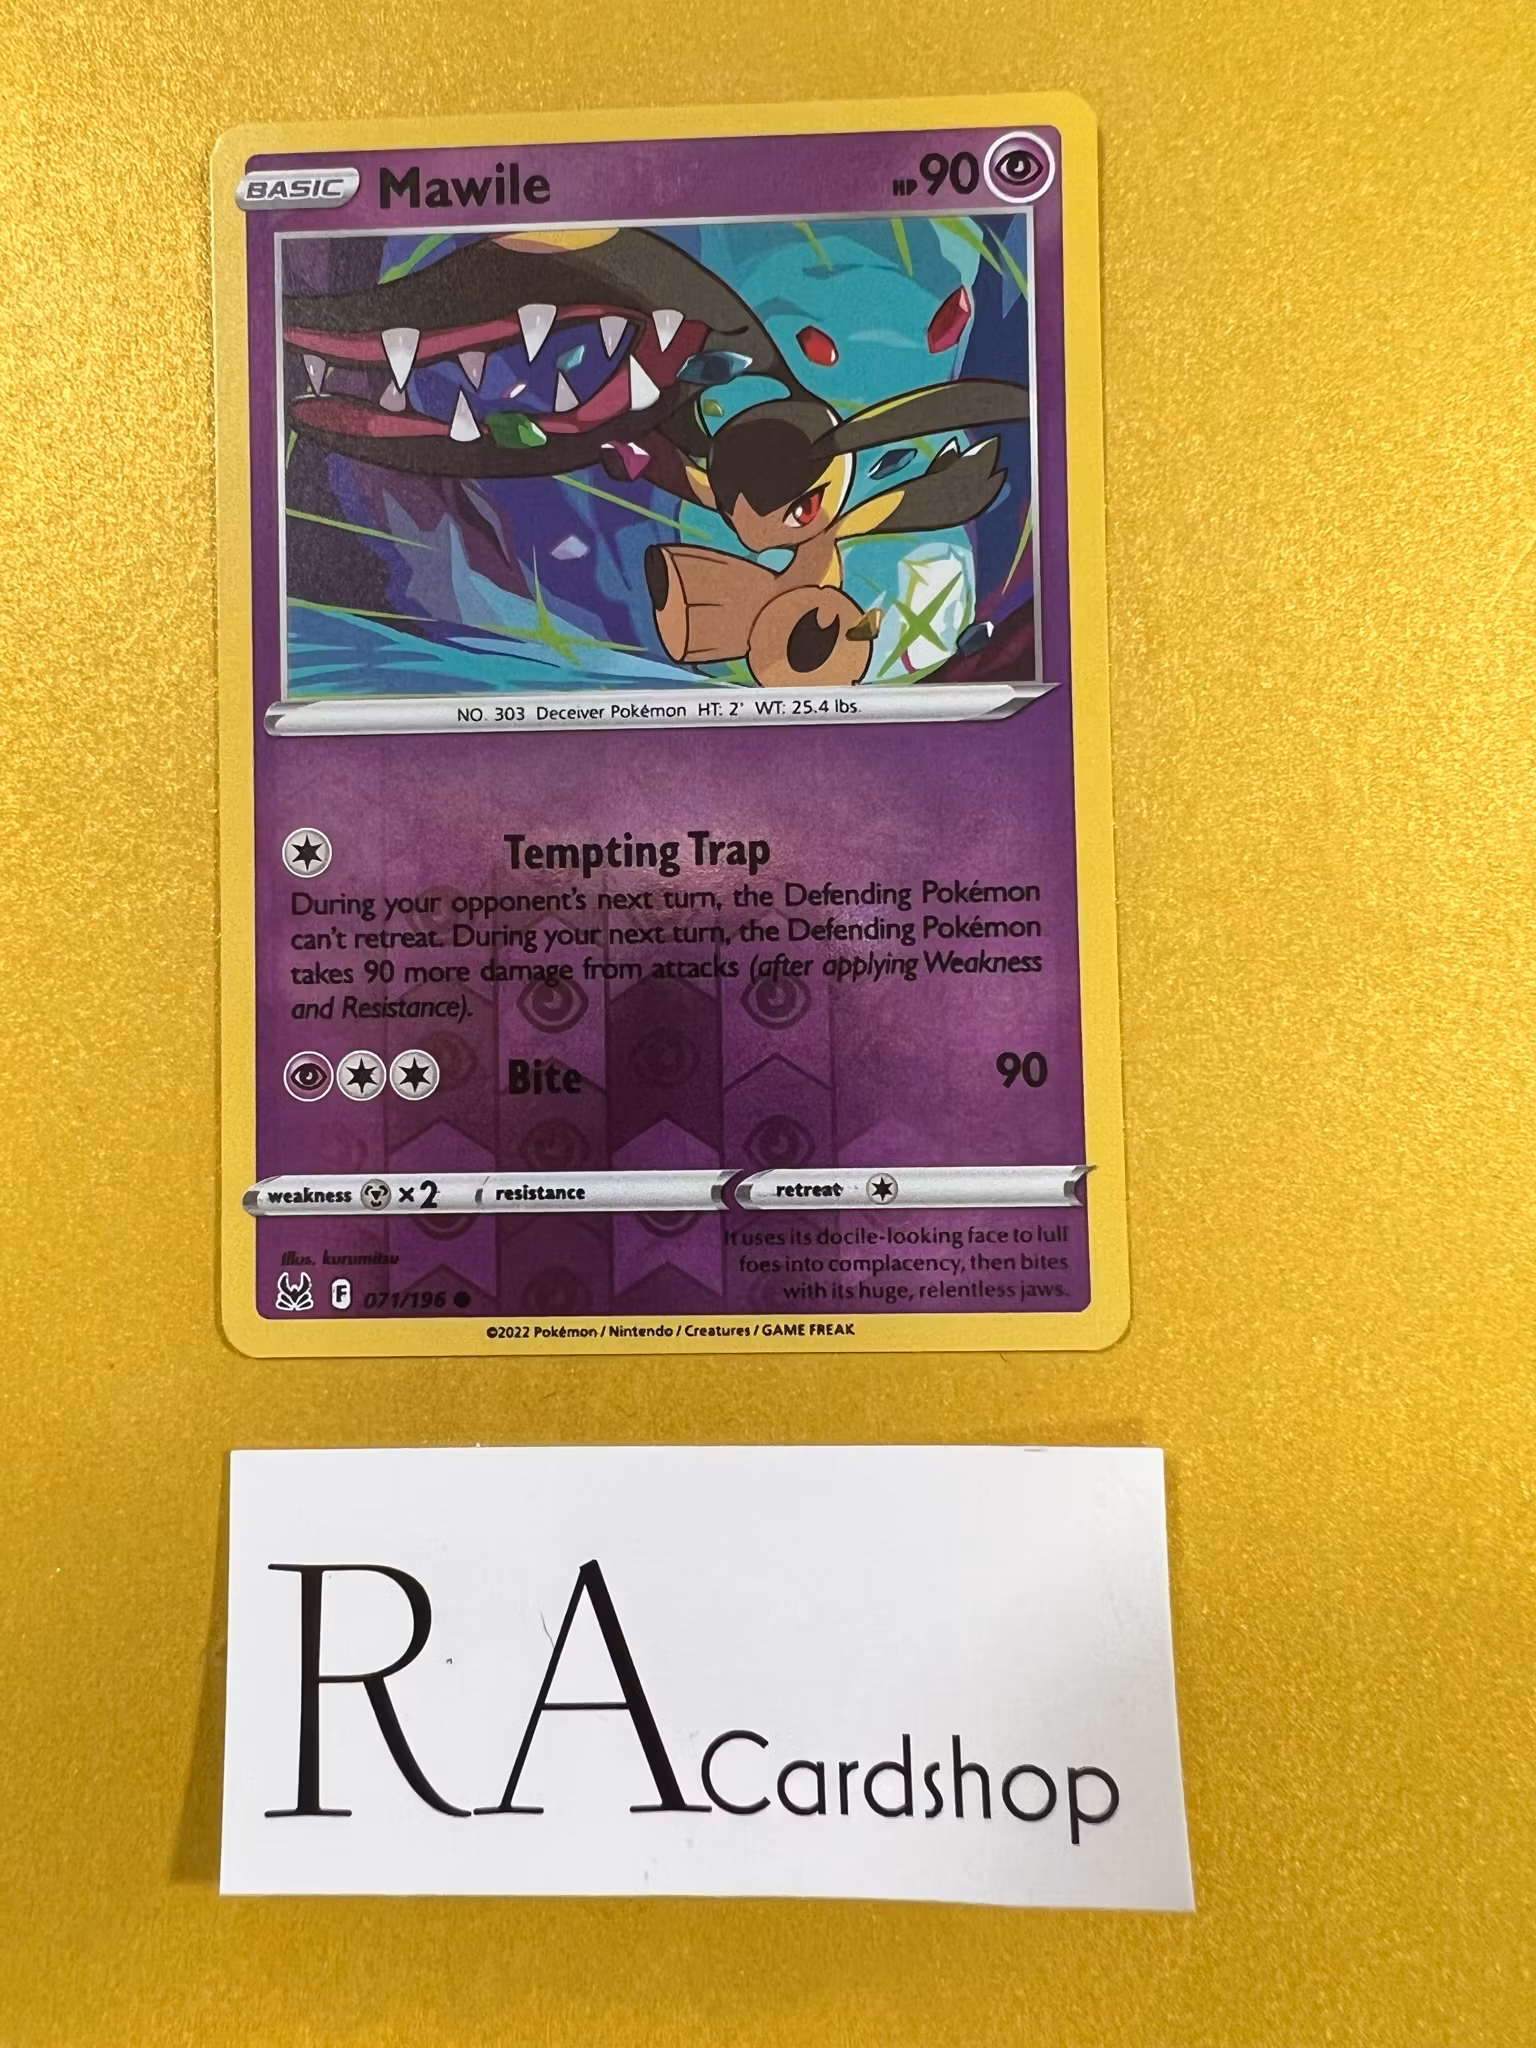 BASIC Mawile HP 90
NO. 303 Deceiver Pokémon HT: 2' WT: 25.4 lbs.
Tempting Trap
During your opponent's next turn, the Defending Pokémon
can't retreat. During your next turn, the Defending Pokémon
takes 90 more damage from attacks (after applying Weakness
and Resistance).
Bite 90
weakness ×2 resistance retreat
It uses its docile-looking face to lull
foes into complacency, then bites
with its huge, relentless jaws.
Illus. kurumitsu
F 071/196
©2022 Pokémon / Nintendo / Creatures / GAME FREAK
RA Cardshop